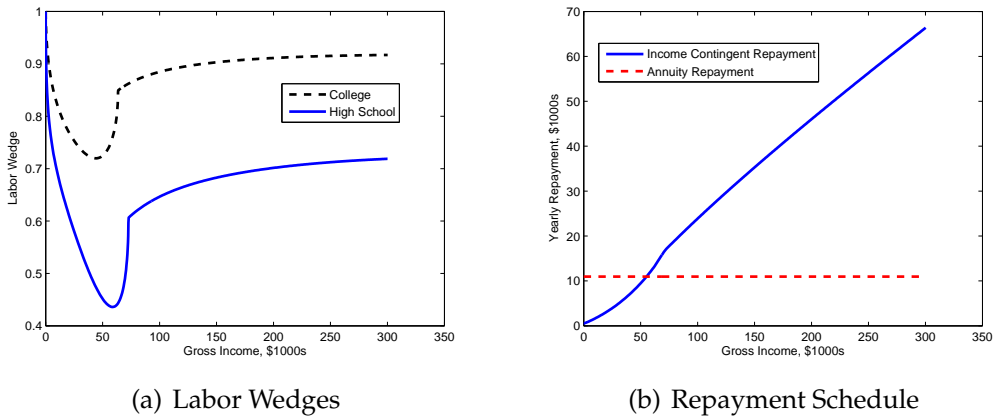 1
0.9
0.8
0.7
0.6
0.5
0.4
Labor Wedge
College
High School
0 50 100 150 200 250 300 350
Gross Income, $1000s
(a) Labor Wedges
70
60
50
40
30
20
10
0
Yearly Repayment, $1000s
Income Contingent Repayment
Annuity Repayment
0 50 100 150 200 250 300 350
Gross Income, $1000s
(b) Repayment Schedule